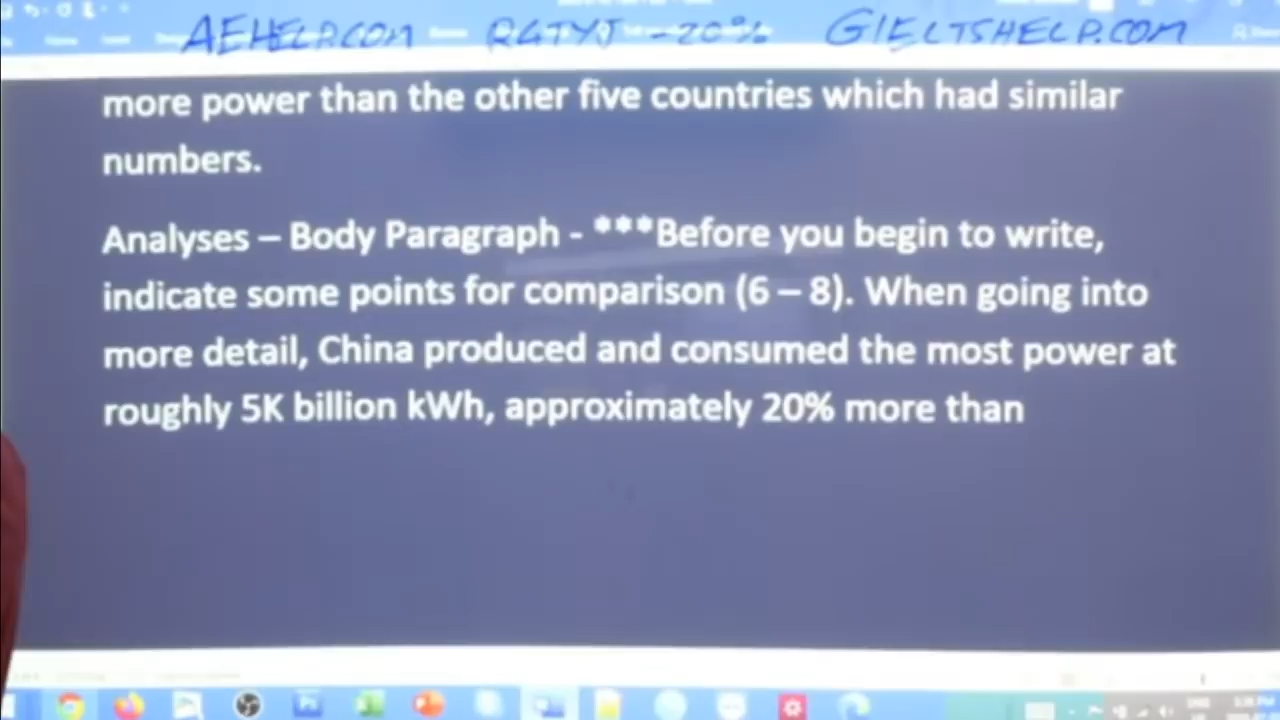 AEHELP.COM R4TYJ -20% GIELTSHELP.COM
more power than the other five countries which had similar
numbers.
Analyses – Body Paragraph - ***Before you begin to write,
indicate some points for comparison (6 – 8). When going into
more detail, China produced and consumed the most power at
roughly 5K billion kWh, approximately 20% more than